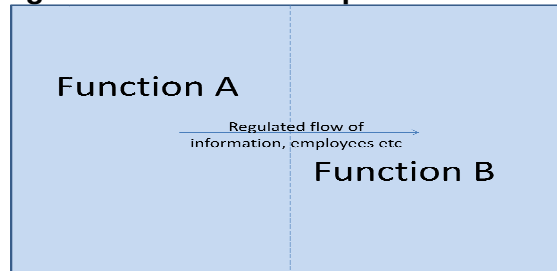 Function A
Regulated flow of
information, employees etc
Function B